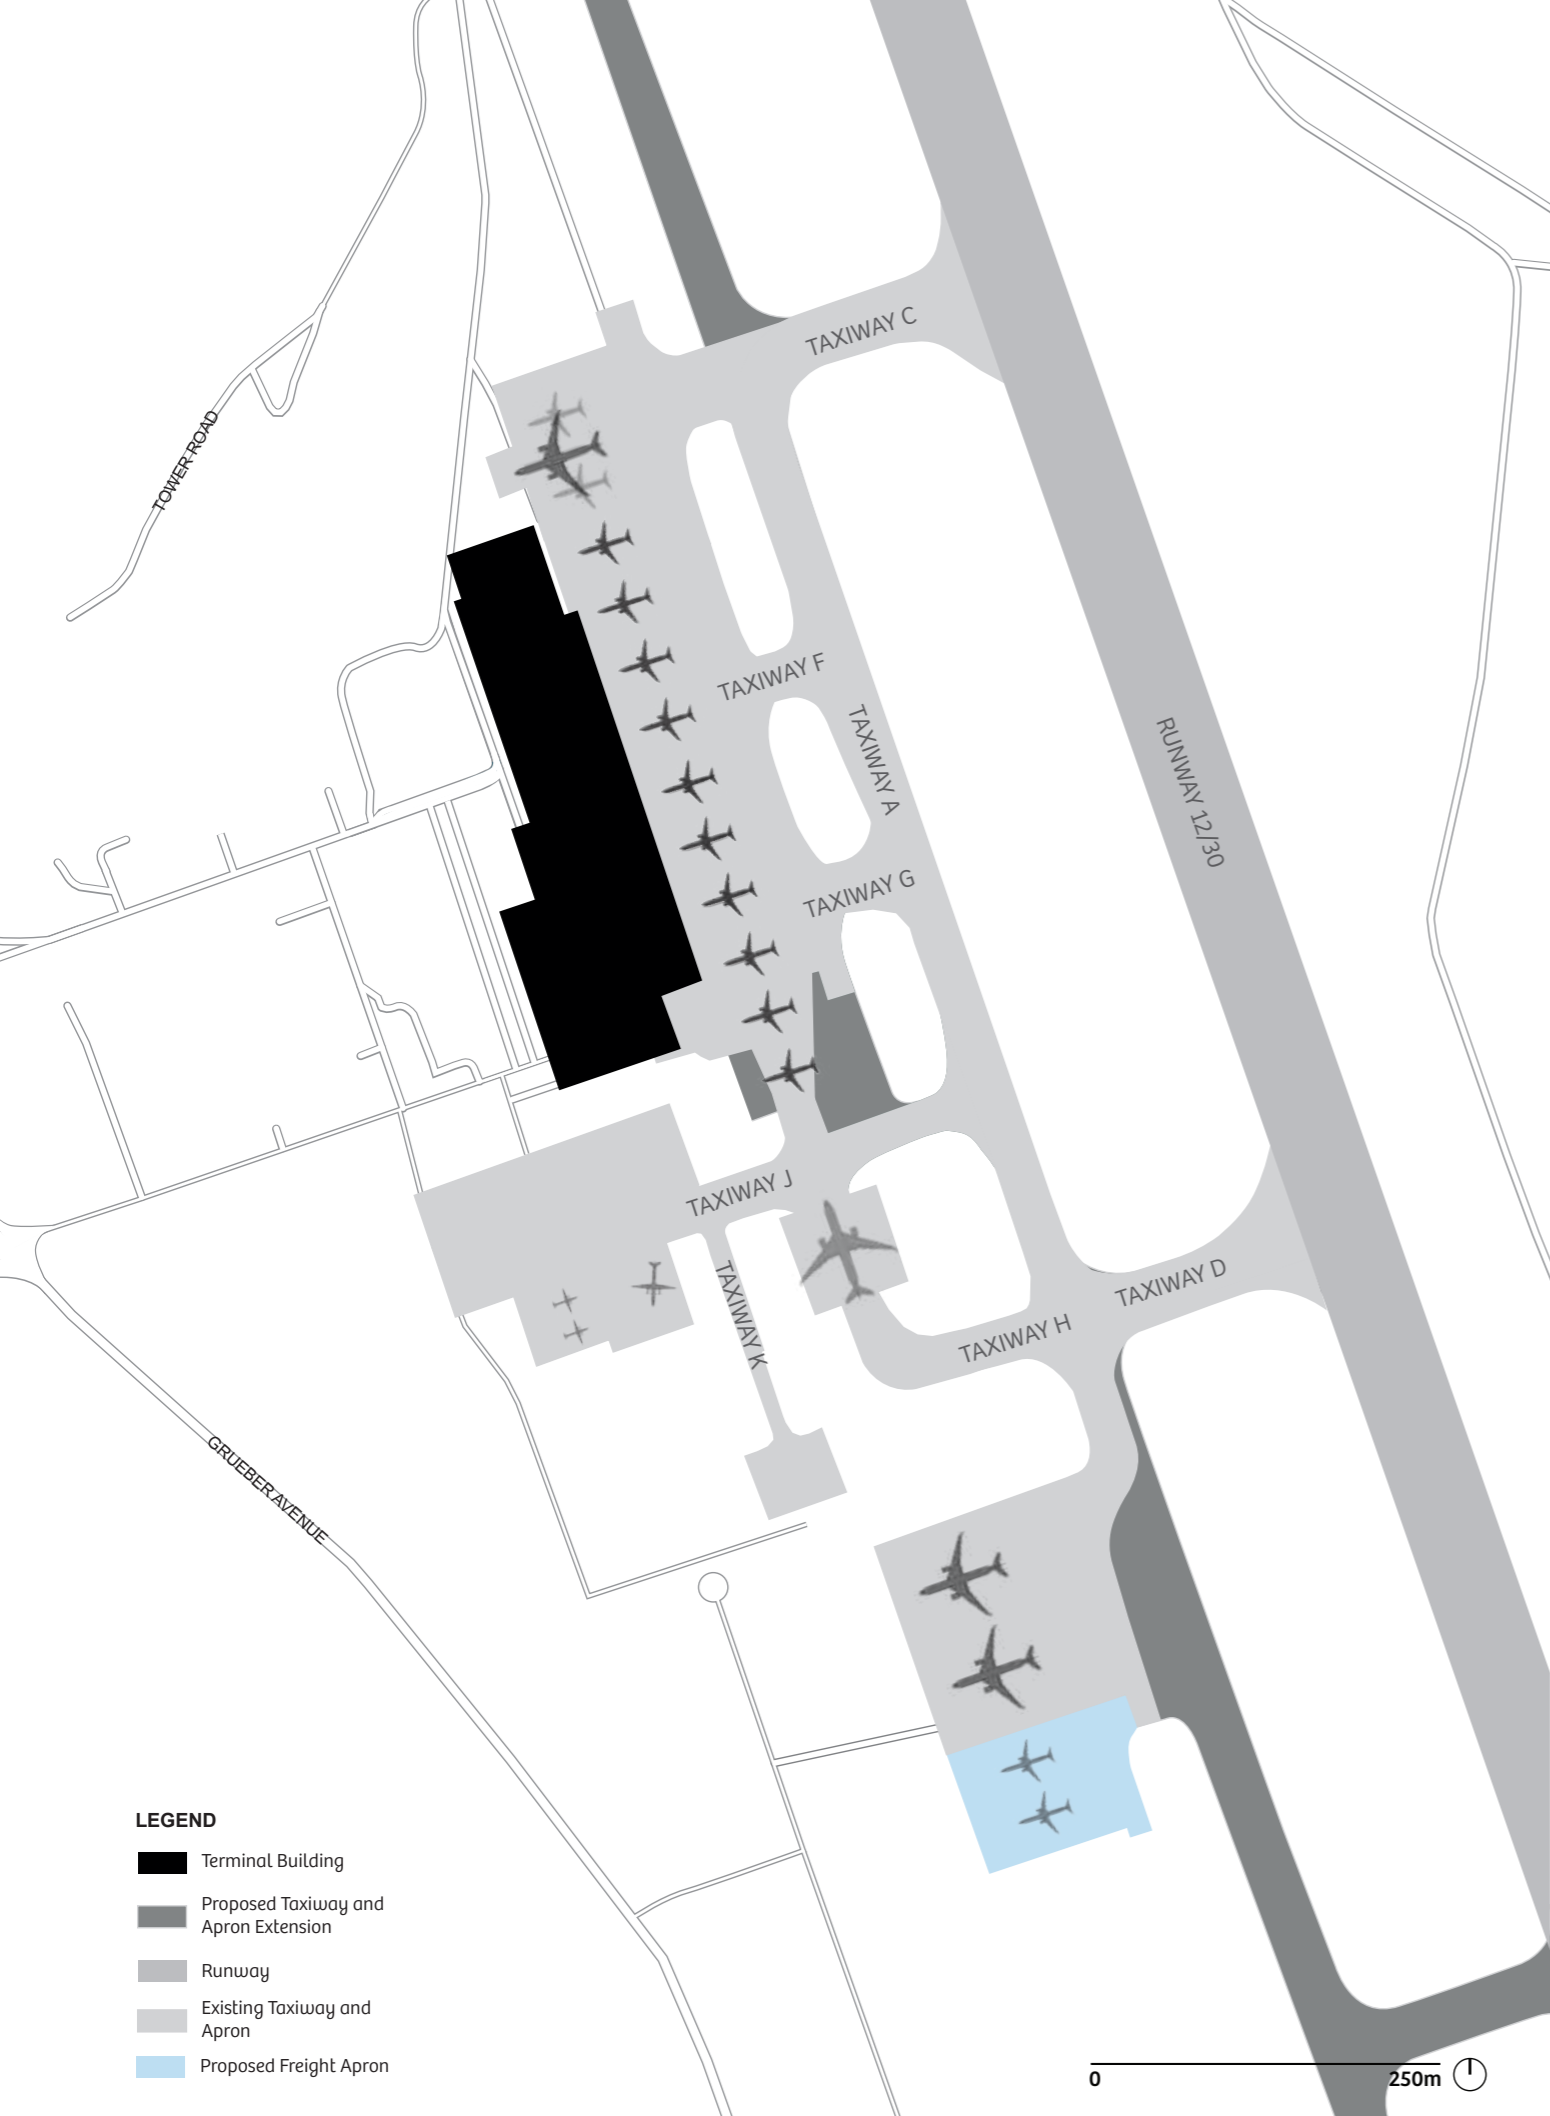 TAXIWAY C
TOWER ROAD
TAXIWAY F
TAXIWAY A
RUNWAY 12/30
TAXIWAY G
TAXIWAY J
TAXIWAY D
TAXIWAY K
TAXIWAY H
GRUEBER AVENUE
LEGEND
Terminal Building
Proposed Taxiway and
Apron Extension
Runway
Existing Taxiway and
Apron
Proposed Freight Apron
0
250m